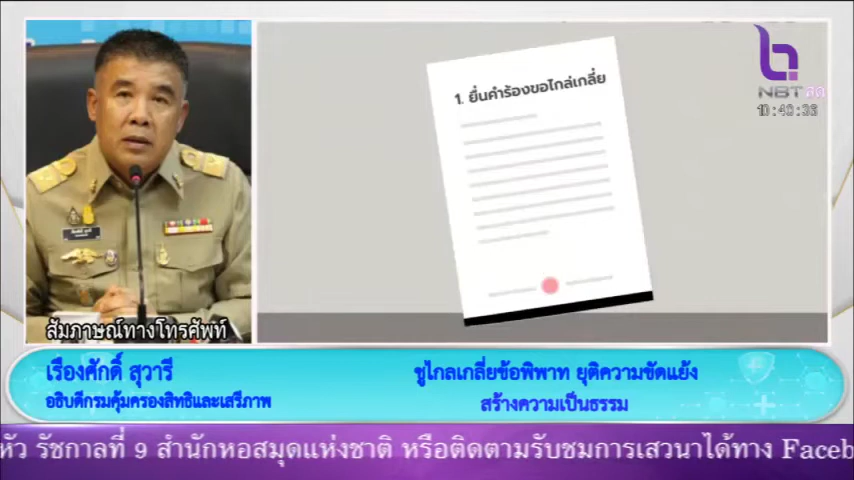 1. ยื่นคำร้องขอไกล่เกลี่ย
NBT สด
10:49:36
สัมภาษณ์ทางโทรศัพท์
เรืองศักดิ์ สุวารี
อธิบดีกรมคุ้มครองสิทธิและเสรีภาพ
ชูไกลเกลี่ยข้อพิพาท ยุติความขัดแย้ง
สร้างความเป็นธรรม
หัว รัชกาลที่ 9 สำนักหอสมุดแห่งชาติ หรือติดตามรับชมการเสวนาได้ทาง Faceb